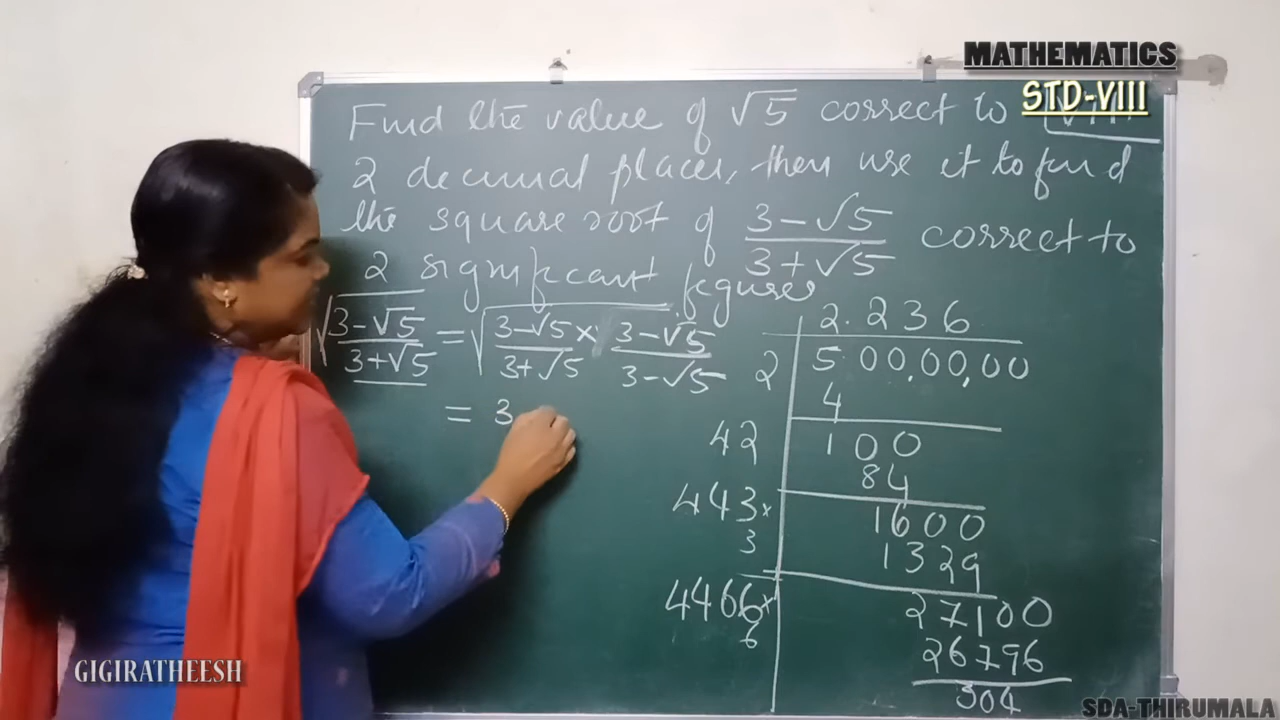 MATHEMATICS
STD-VIII
Find the value of √5 correct to
2 decimal places, then use it to find
the square root of (3-√5)/(3+√5) correct to
2 significant figures
√((3-√5)/(3+√5)) = √((3-√5)/(3+√5) × (3-√5)/(3-√5))
= 3
2.236
2 5.00,00,00
4
42 100
84
443× 1600
3 1329
4466× 27100
6 26796
304
GIGIRATHEESH
SDA-THIRUMALA